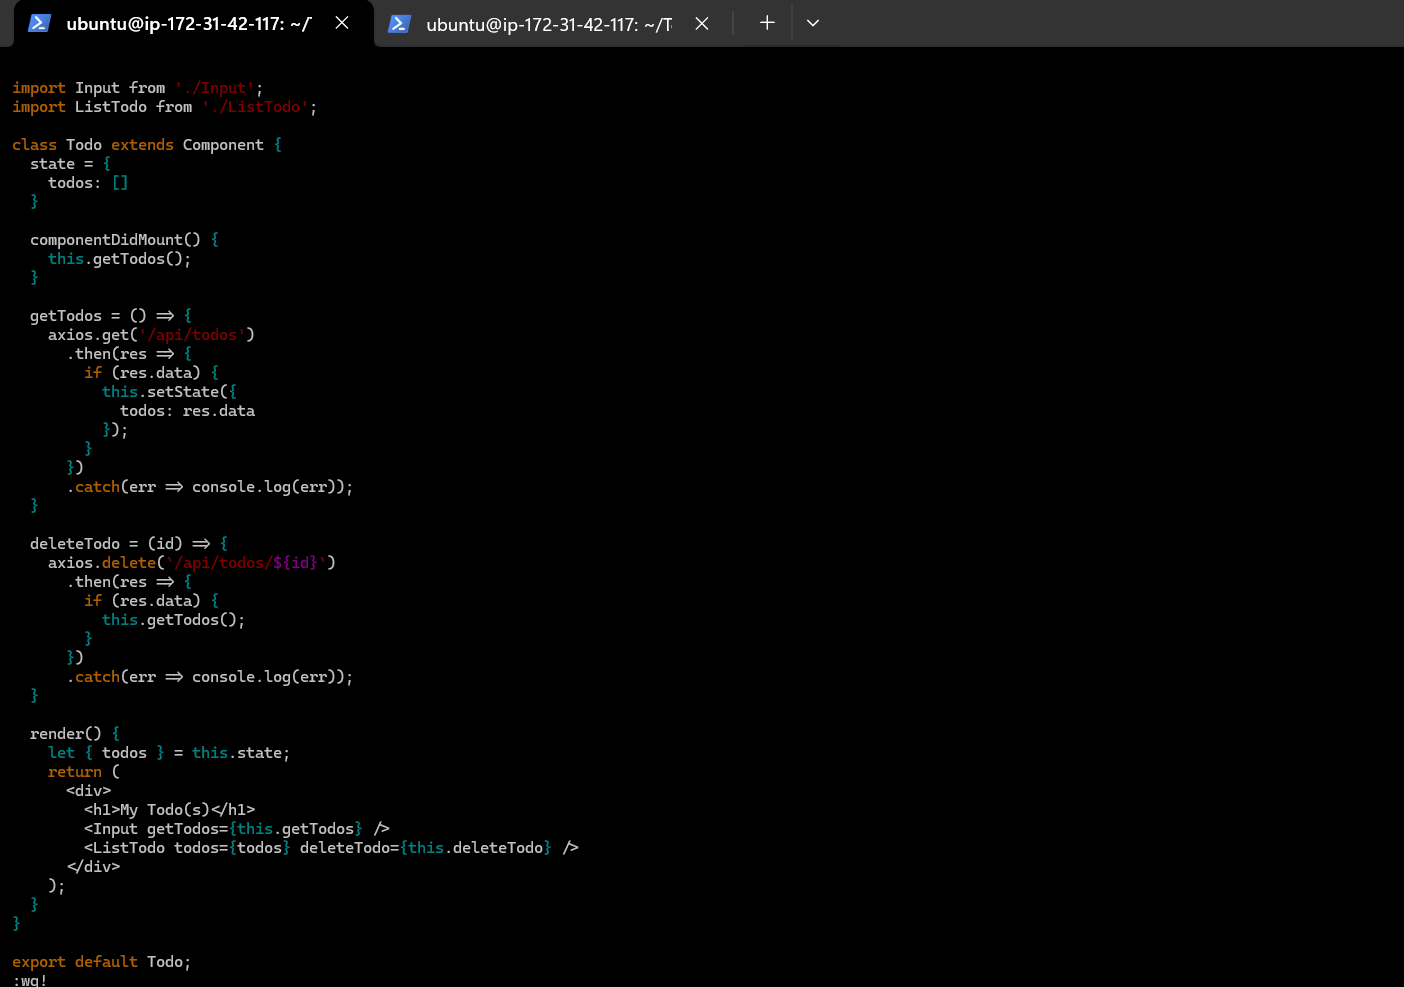 ubuntu@ip-172-31-42-117: ~/
ubuntu@ip-172-31-42-117: ~/T
import Input from './Input';
import ListTodo from './ListTodo';
class Todo extends Component {
  state = {
    todos: []
  }
  componentDidMount() {
    this.getTodos();
  }
  getTodos = () => {
    axios.get('/api/todos')
      .then(res => {
        if (res.data) {
          this.setState({
            todos: res.data
          });
        }
      })
      .catch(err => console.log(err));
  }
  deleteTodo = (id) => {
    axios.delete(`/api/todos/${id}`)
      .then(res => {
        if (res.data) {
          this.getTodos();
        }
      })
      .catch(err => console.log(err));
  }
  render() {
    let { todos } = this.state;
    return (
      <div>
        <h1>My Todo(s)</h1>
        <Input getTodos={this.getTodos} />
        <ListTodo todos={todos} deleteTodo={this.deleteTodo} />
      </div>
    );
  }
}
export default Todo;
:wq!